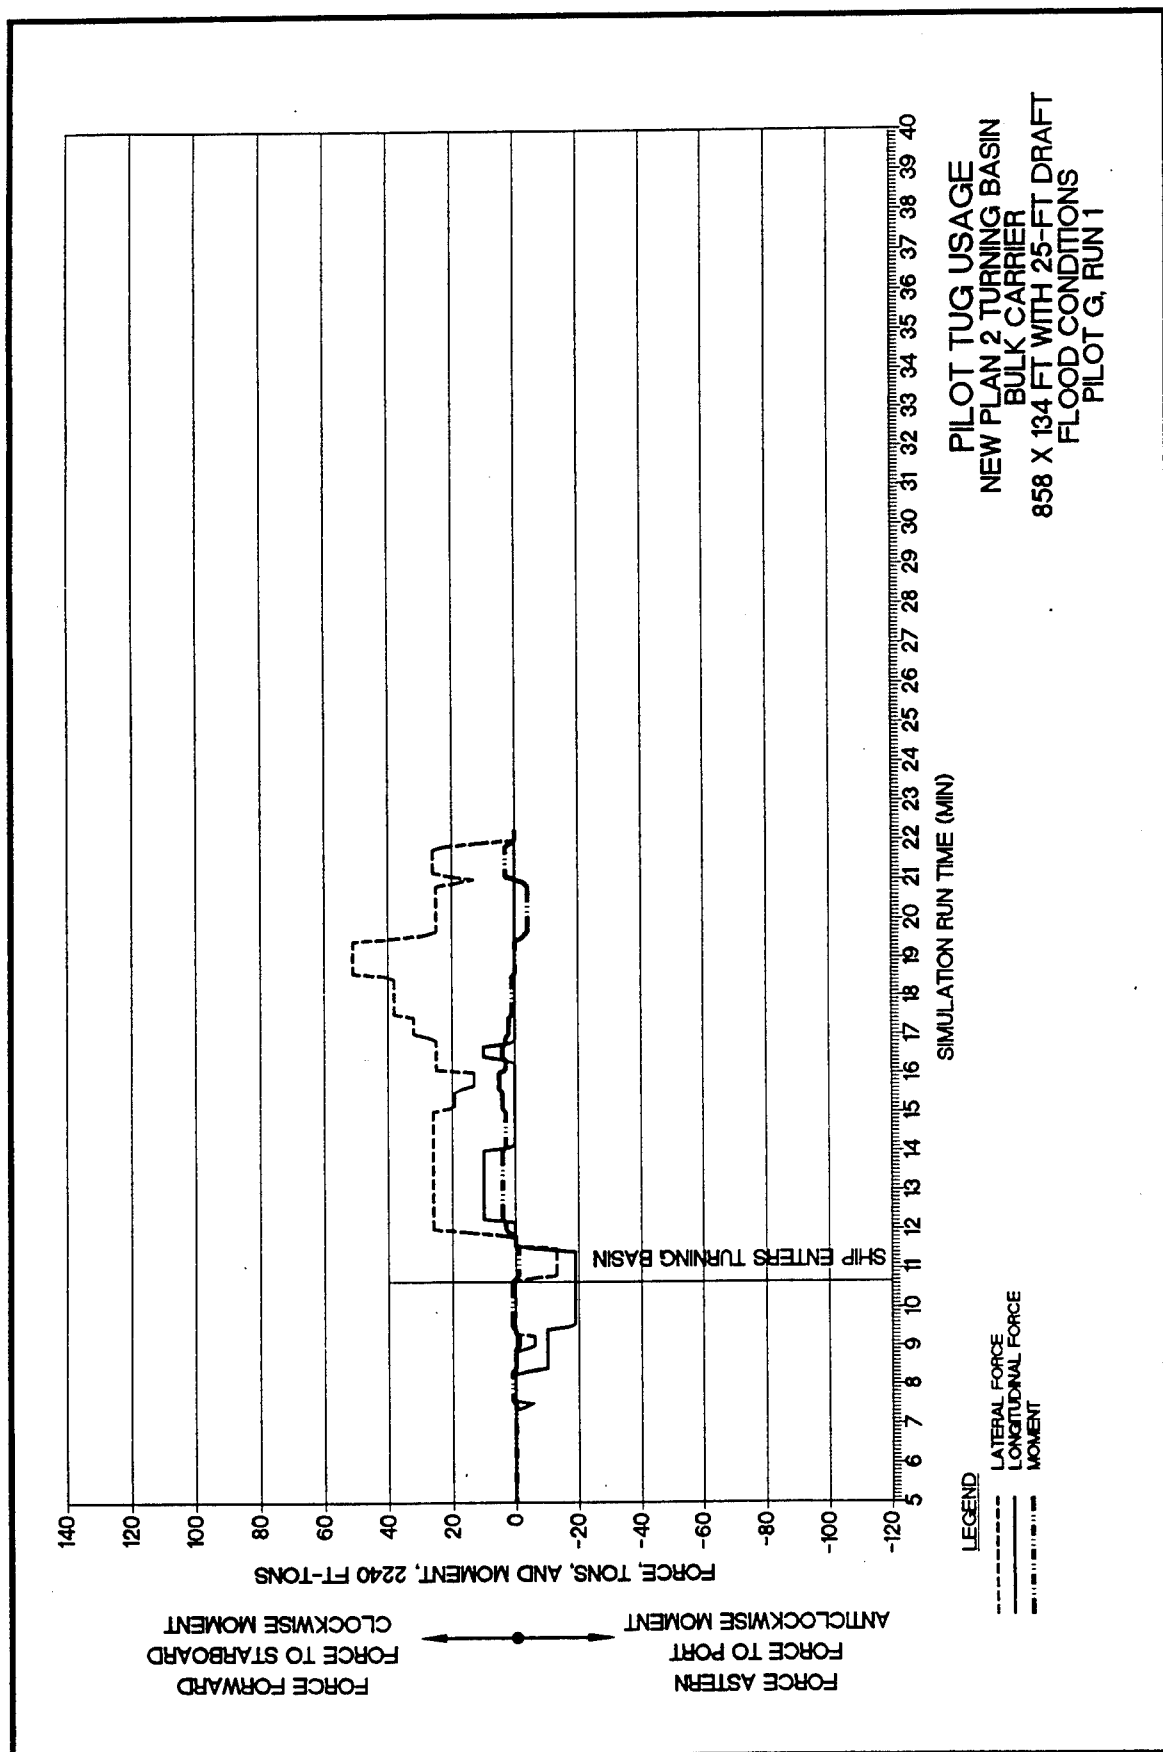 FORCE FORWARD
FORCE TO STARBOARD
CLOCKWISE MOMENT
FORCE ASTERN
FORCE TO PORT
ANTICLOCKWISE MOMENT
FORCE, TONS, AND MOMENT, 2240 FT-TONS
140
120
100
80
60
40
20
0
-20
-40
-60
-80
-100
-120
SHIP ENTERS TURNING BASIN
5 6 7 8 9 10 11 12 13 14 15 16 17 18 19 20 21 22 23 24 25 26 27 28 29 30 31 32 33 34 35 36 37 38 39 40
SIMULATION RUN TIME (MIN)
LEGEND
LATERAL FORCE
LONGITUDINAL FORCE
MOMENT
PILOT TUG USAGE
NEW PLAN 2 TURNING BASIN
BULK CARRIER
858 X 134 FT WITH 25-FT DRAFT
FLOOD CONDITIONS
PILOT G, RUN 1